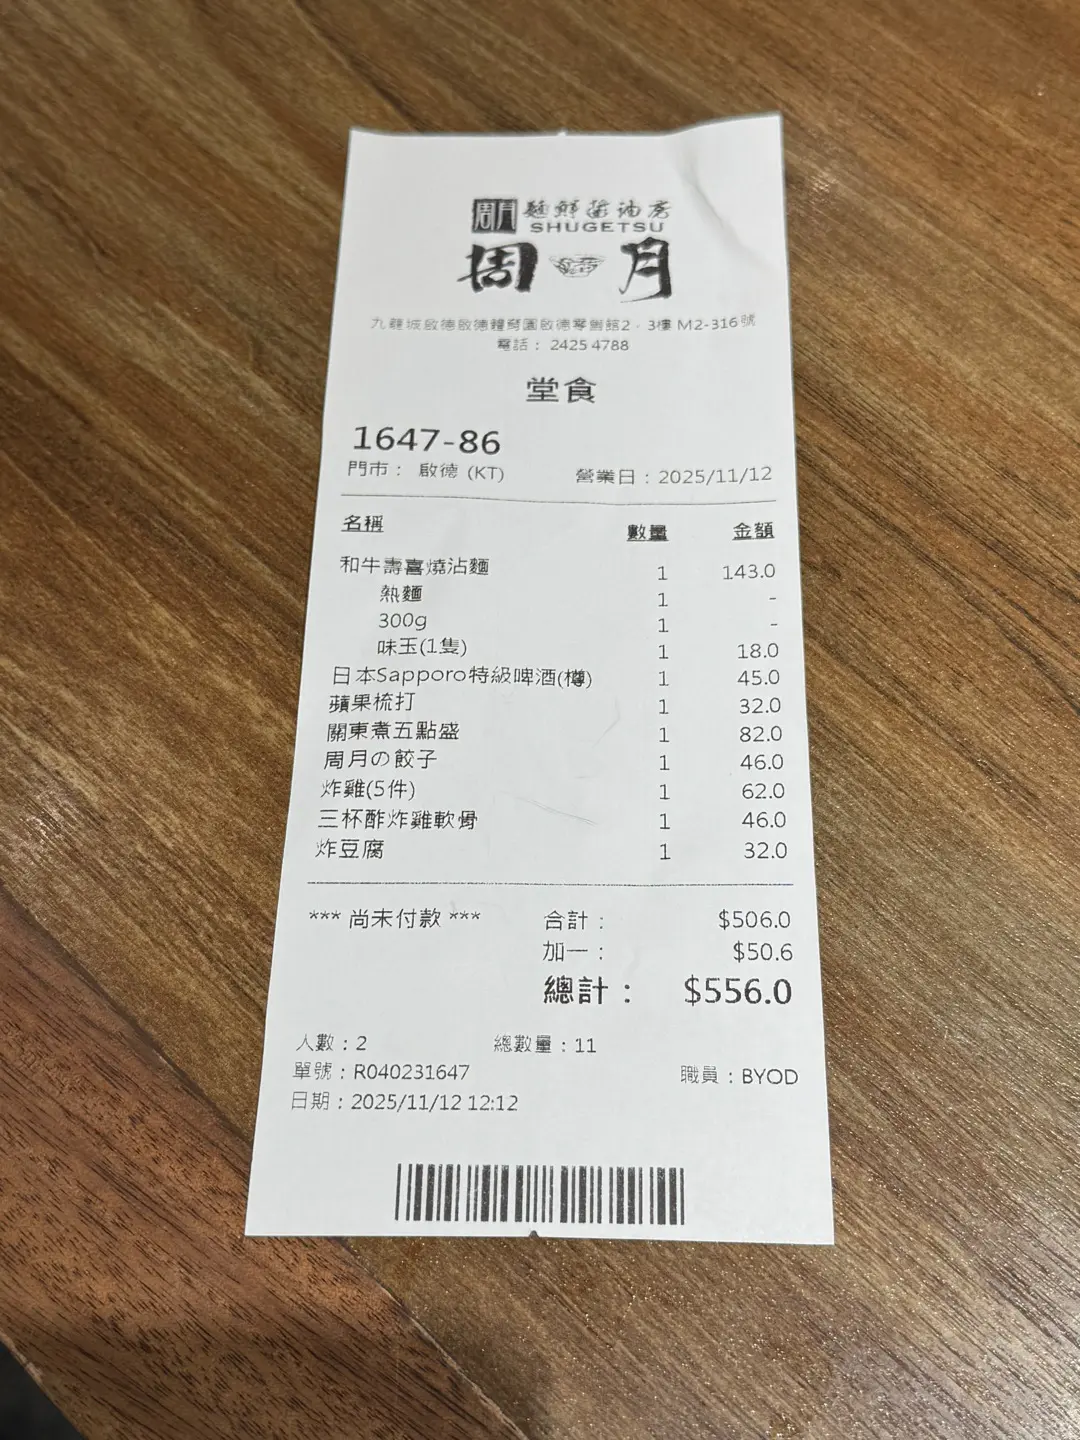 周月 麵鮮醬油房
SHUGETSU
周 月
九龍城啟德啟德體育園啟德零售館2，3樓 M2-316號
電話： 2425 4788
堂食
1647-86
門市： 啟德 (KT) 營業日：2025/11/12
名稱 數量 金額
和牛壽喜燒沾麵 1 143.0
熱麵 1 -
300g 1 -
味玉(1隻) 1 18.0
日本Sapporo特級啤酒(樽) 1 45.0
蘋果梳打 1 32.0
關東煮五點盛 1 82.0
周月の餃子 1 46.0
炸雞(5件) 1 62.0
三杯酢炸雞軟骨 1 46.0
炸豆腐 1 32.0
*** 尚未付款 *** 合計： $506.0
加一： $50.6
總計： $556.0
人數：2 總數量：11
單號：R040231647 職員：BYOD
日期：2025/11/12 12:12